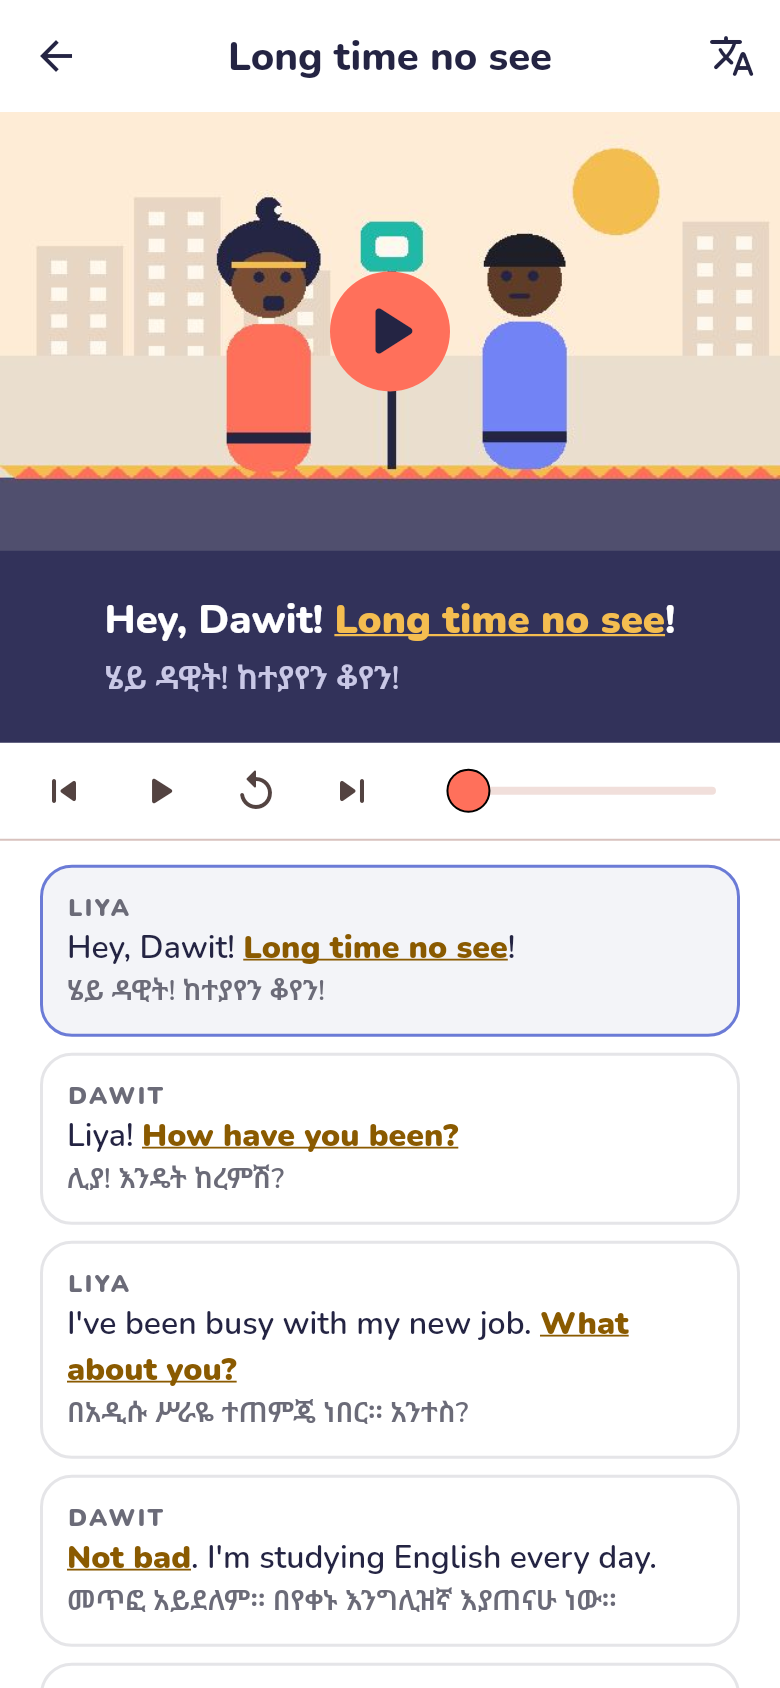 Long time no see
Hey, Dawit! Long time no see!
ሄይ ዳዊት! ከተያየን ቆየን!
LIYA
Hey, Dawit! Long time no see!
ሄይ ዳዊት! ከተያየን ቆየን!
DAWIT
Liya! How have you been?
ሊያ! እንዴት ከረምሽ?
LIYA
I've been busy with my new job. What
about you?
በአዲሱ ሥራዬ ተጠምጄ ነበር። አንተስ?
DAWIT
Not bad. I'm studying English every day.
መጥፎ አይደለም። በየቀኑ እንግሊዝኛ እያጠናሁ ነው።